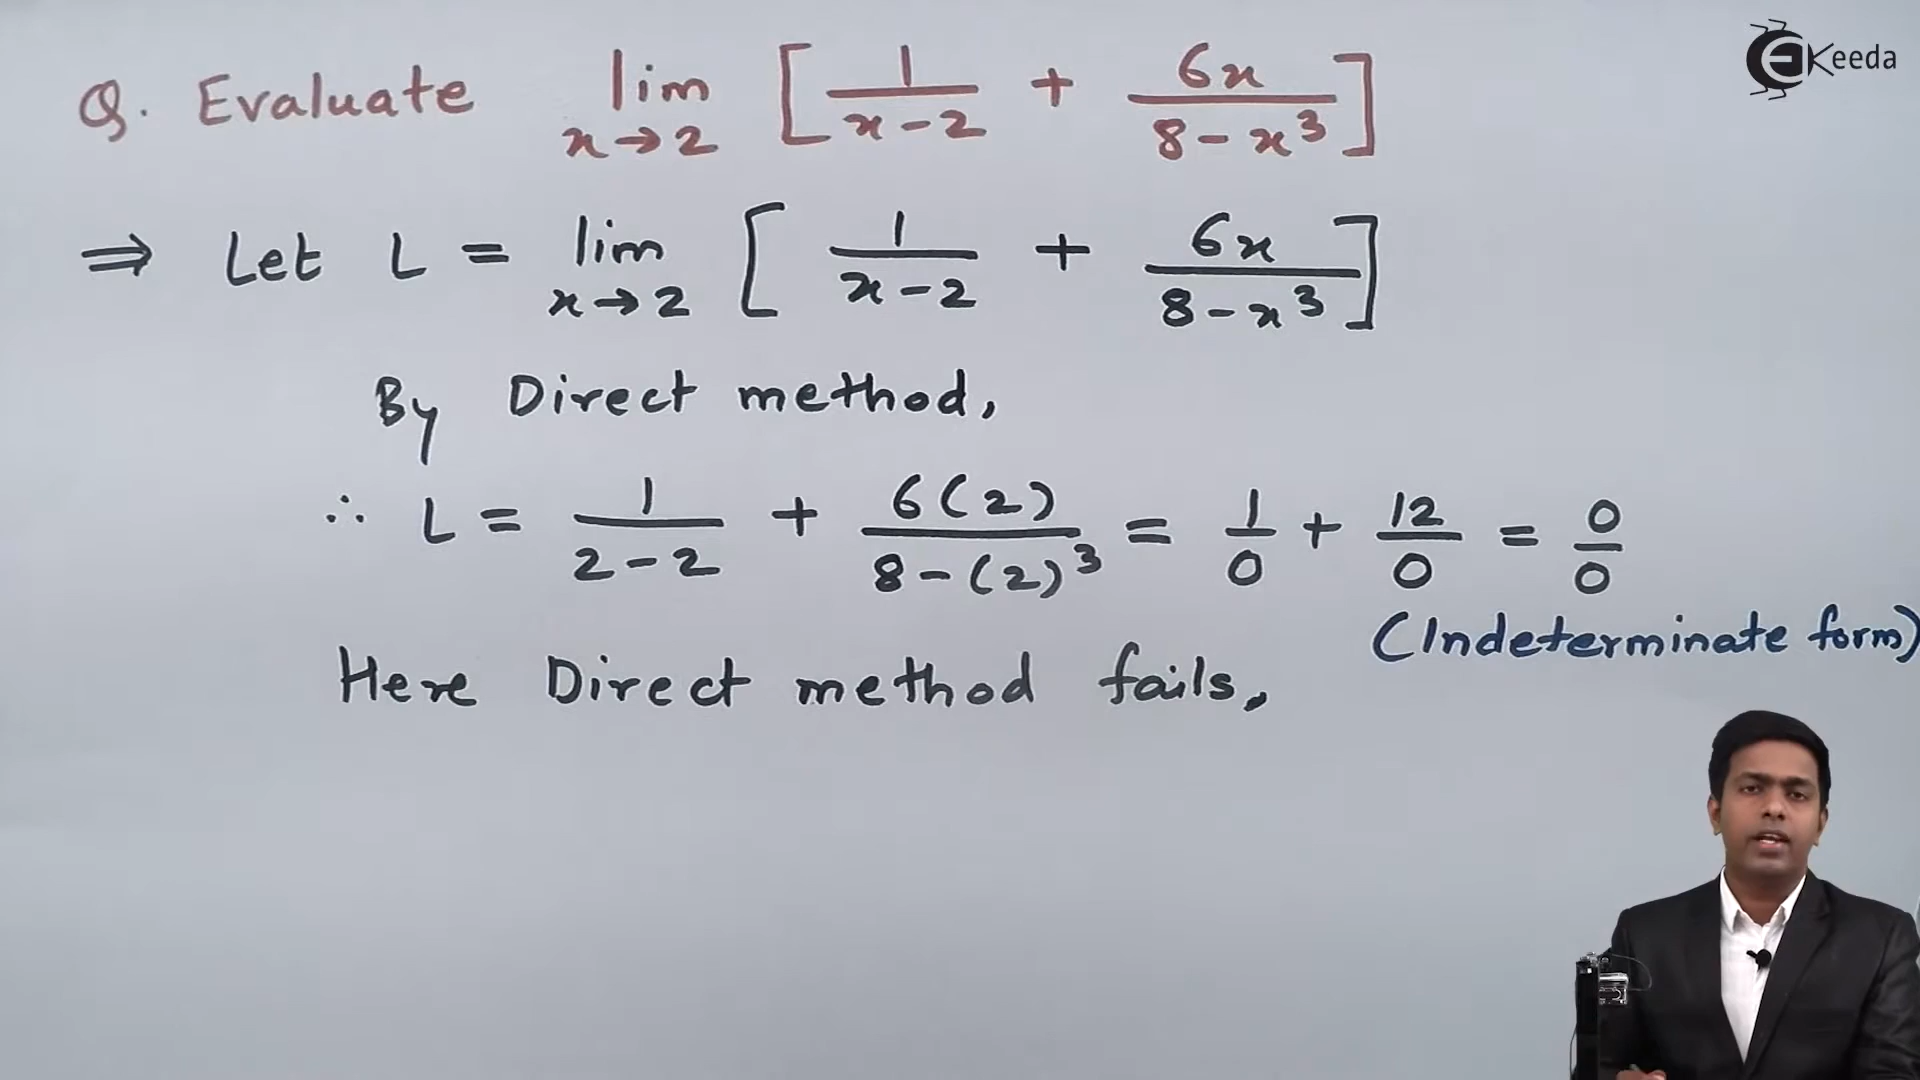 EKeeda
Q. Evaluate lim x→2 [1/(x-2) + 6x/(8-x³)]
⇒ Let L = lim x→2 [1/(x-2) + 6x/(8-x³)]
By Direct method,
∴ L = 1/(2-2) + 6(2)/(8-(2)³) = 1/0 + 12/0 = 0/0
(Indeterminate form)
Here Direct method fails,